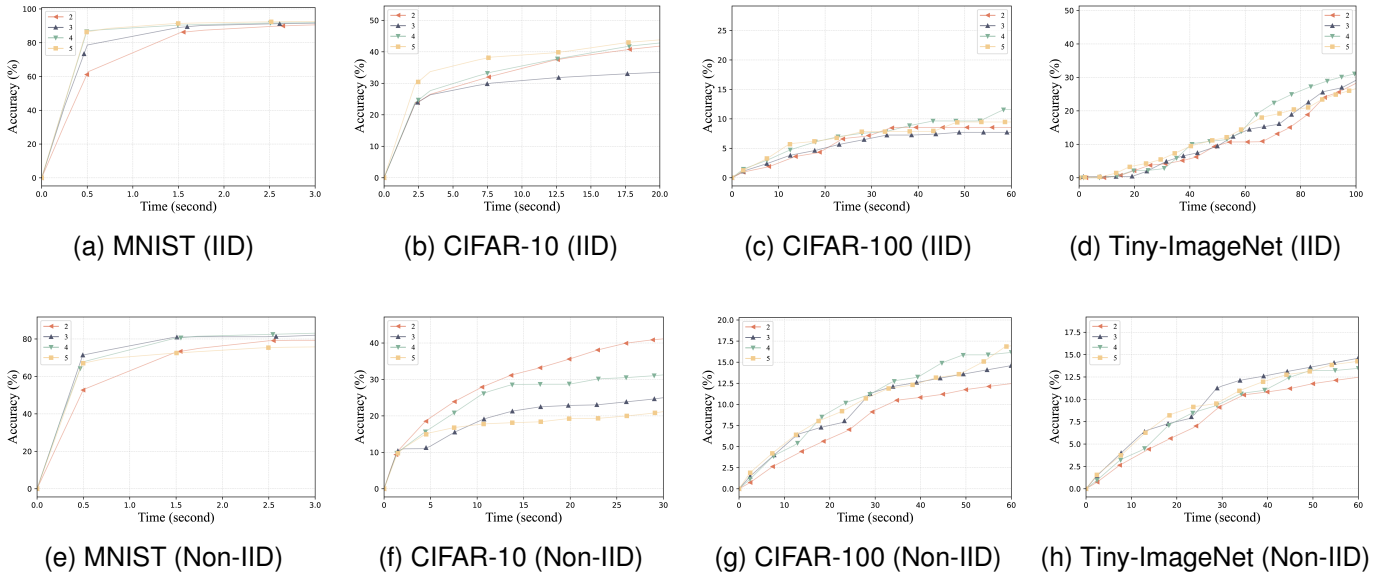 100
80
60
40
20
0
2
3
4
5
0.0 0.5 1.0 1.5 2.0 2.5 3.0
Accuracy (%)
Time (second)
(a) MNIST (IID)
50
40
30
20
10
0
2
3
4
5
0.0 2.5 5.0 7.5 10.0 12.5 15.0 17.5 20.0
Accuracy (%)
Time (second)
(b) CIFAR-10 (IID)
25
20
15
10
5
0
2
3
4
5
0 10 20 30 40 50 60
Accuracy (%)
Time (second)
(c) CIFAR-100 (IID)
50
40
30
20
10
0
2
3
4
5
0 20 40 60 80 100
Accuracy (%)
Time (second)
(d) Tiny-ImageNet (IID)
80
60
40
20
0
2
3
4
5
0.0 0.5 1.0 1.5 2.0 2.5 3.0
Accuracy (%)
Time (second)
(e) MNIST (Non-IID)
40
30
20
10
0
2
3
4
5
0 5 10 15 20 25 30
Accuracy (%)
Time (second)
(f) CIFAR-10 (Non-IID)
20.0
17.5
15.0
12.5
10.0
7.5
5.0
2.5
0.0
2
3
4
5
0 10 20 30 40 50 60
Accuracy (%)
Time (second)
(g) CIFAR-100 (Non-IID)
17.5
15.0
12.5
10.0
7.5
5.0
2.5
0.0
2
3
4
5
0 10 20 30 40 50 60
Accuracy (%)
Time (second)
(h) Tiny-ImageNet (Non-IID)